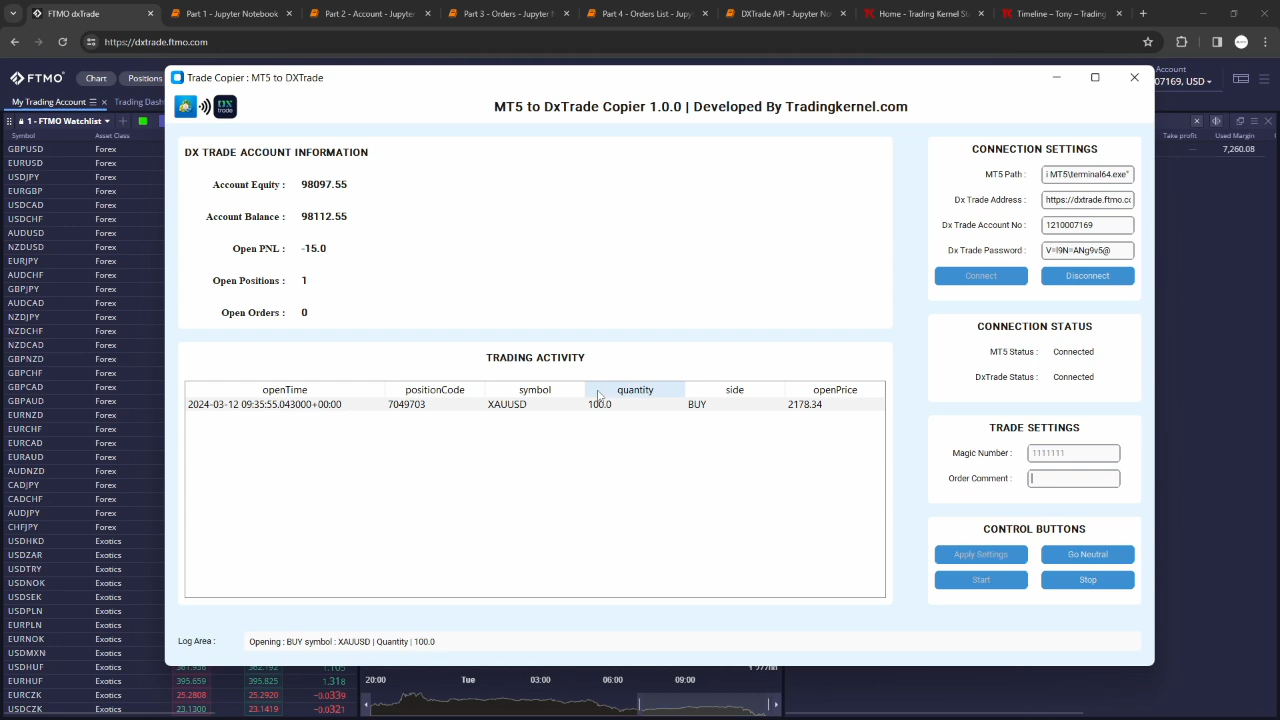 FTMO dxTrade
Part 1 - Jupyter Notebook
Part 2 - Account - Jupyter
Part 3 - Orders - Jupyter
Part 4 - Orders List - Jupy
DXTrade API - Jupyter No
Home - Trading Kernel St
Timeline – Tony – Trading
https://dxtrade.ftmo.com
FTMO
Chart
Positions
Account
07169, USD
My Trading Account
Trading Dash
1 - FTMO Watchlist
Symbol Asset Class
Take profit Used Margin
— 7,260.08
GBPUSD Forex
EURUSD Forex
USDJPY Forex
EURGBP Forex
USDCAD Forex
USDCHF Forex
AUDUSD Forex
NZDUSD Forex
EURJPY Forex
AUDCHF Forex
GBPJPY Forex
AUDCAD Forex
NZDJPY Forex
EURCAD Forex
NZDCAD Forex
GBPNZD Forex
GBPCHF Forex
GBPCAD Forex
GBPAUD Forex
EURNZD Forex
EURCHF Forex
EURCAD Forex
EURAUD Forex
AUDNZD Forex
CADJPY Forex
CADCHF Forex
AUDJPY Forex
CHFJPY Forex
USDHKD Exotics
USDZAR Exotics
USDTRY Exotics
USDNOK Exotics
USDSEK Exotics
USDPLN Exotics
EURPLN Exotics
EURNOK Exotics
USDMXN Exotics
USDHUF Exotics
EURHUF Exotics 395.659 395.825 1.318
EURCZK Exotics 25.2808 25.2920 −0.0339
USDCZK Exotics 23.1300 23.1419 −0.0321
20:00 Tue 03:00 06:00 09:00
Trade Copier : MT5 to DXTrade
DX trade
MT5 to DxTrade Copier 1.0.0 | Developed By Tradingkernel.com
DX TRADE ACCOUNT INFORMATION
Account Equity : 98097.55
Account Balance : 98112.55
Open PNL : -15.0
Open Positions : 1
Open Orders : 0
TRADING ACTIVITY
openTime positionCode symbol quantity side openPrice
2024-03-12 09:35:55.043000+00:00 7049703 XAUUSD 100.0 BUY 2178.34
Log Area : Opening : BUY symbol : XAUUSD | Quantity | 100.0
CONNECTION SETTINGS
MT5 Path : i MT5\terminal64.exe"
Dx Trade Address : https://dxtrade.ftmo.cc
Dx Trade Account No : 1210007169
Dx Trade Password : V=l9N=ANg9v5@
Connect Disconnect
CONNECTION STATUS
MT5 Status : Connected
DxTrade Status : Connected
TRADE SETTINGS
Magic Number : 1111111
Order Comment :
CONTROL BUTTONS
Apply Settings Go Neutral
Start Stop